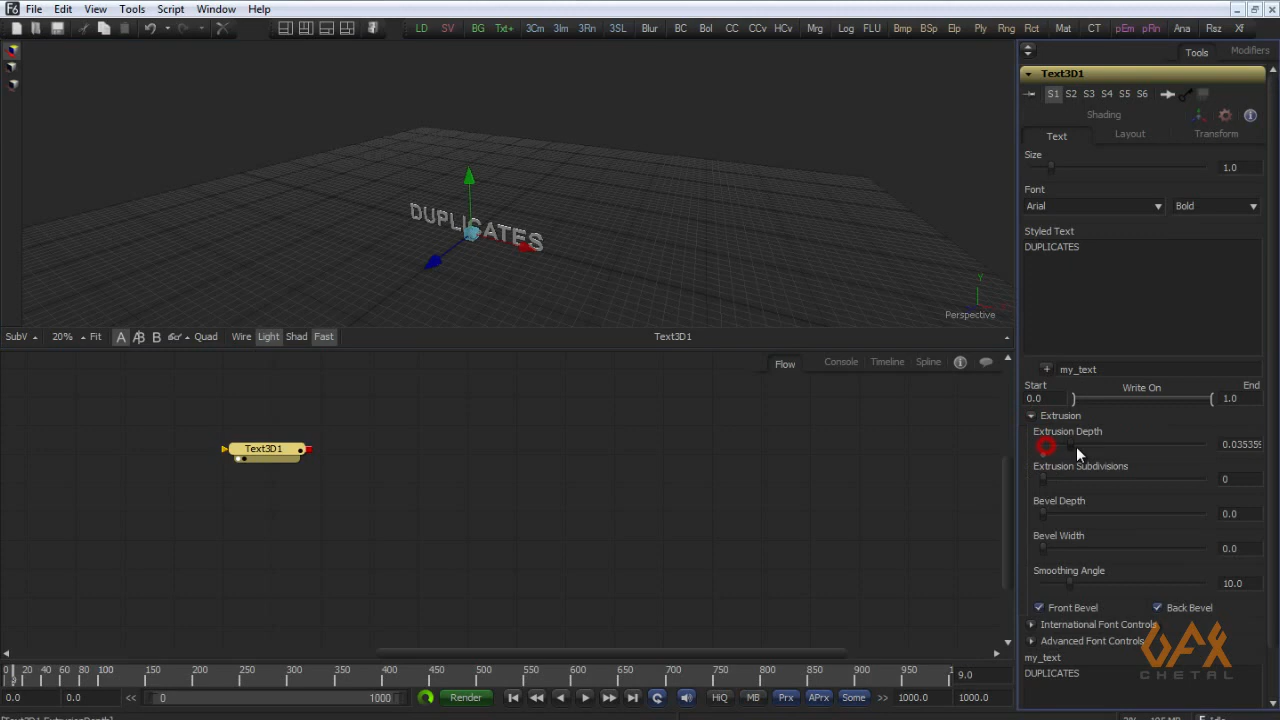 F6 File Edit View Tools Script Window Help
LD SV BG Txt+ 3Cm 3Im 3Rn 3SL Blur BC Bol CC CCv HCv Mrg Log FLU Bmp BSp Elp Ply Rng Rct Mat CT pEm pRn Ana Rsz Xf
Tools Modifiers
Text3D1
S1 S2 S3 S4 S5 S6
Shading
Text Layout Transform
Size
1.0
Font
Arial Bold
Styled Text
DUPLICATES
DUPLICATES
Y
Perspective
SubV 20% Fit A B Quad Wire Light Shad Fast Text3D1
Flow Console Timeline Spline
my_text
Start Write On End
0.0 1.0
Extrusion
Extrusion Depth
0.035359
Extrusion Subdivisions
0
Bevel Depth
0.0
Bevel Width
0.0
Smoothing Angle
10.0
Front Bevel Back Bevel
International Font Controls
Advanced Font Controls
my_text
DUPLICATES
Text3D1
GFX
CHETAL
0 20 40 60 80 100 150 200 250 300 350 400 450 500 550 600 650 700 750 800 850 900 950 9.0
0.0 0.0 << 0 1000 Render HiQ MB Prx APrx Some >> 1000.0 1000.0